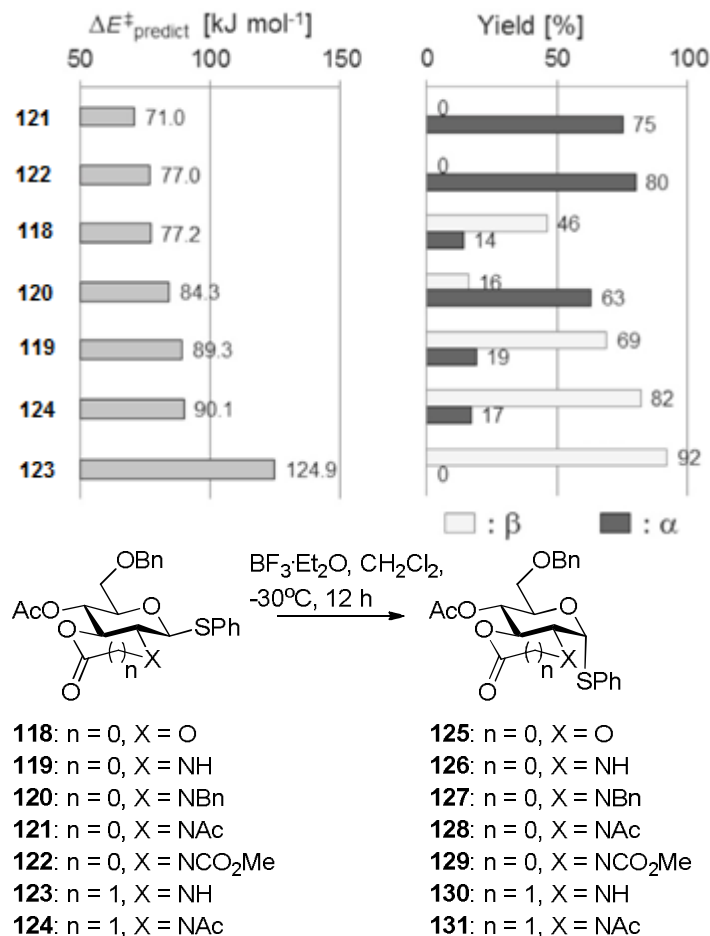 ΔE‡predict [kJ mol-1] Yield [%]
50 100 150 0 50 100
121 71.0 0 75
122 77.0 0 80
118 77.2 46 14
120 84.3 16 63
119 89.3 69 19
124 90.1 82 17
123 124.9 92 0
: β : α
OBn BF3·Et2O, CH2Cl2, OBn
-30oC, 12 h
AcO O SPh AcO O
O ( )n X O ( )n X
O SPh
O
118: n = 0, X = O 125: n = 0, X = O
119: n = 0, X = NH 126: n = 0, X = NH
120: n = 0, X = NBn 127: n = 0, X = NBn
121: n = 0, X = NAc 128: n = 0, X = NAc
122: n = 0, X = NCO2Me 129: n = 0, X = NCO2Me
123: n = 1, X = NH 130: n = 1, X = NH
124: n = 1, X = NAc 131: n = 1, X = NAc